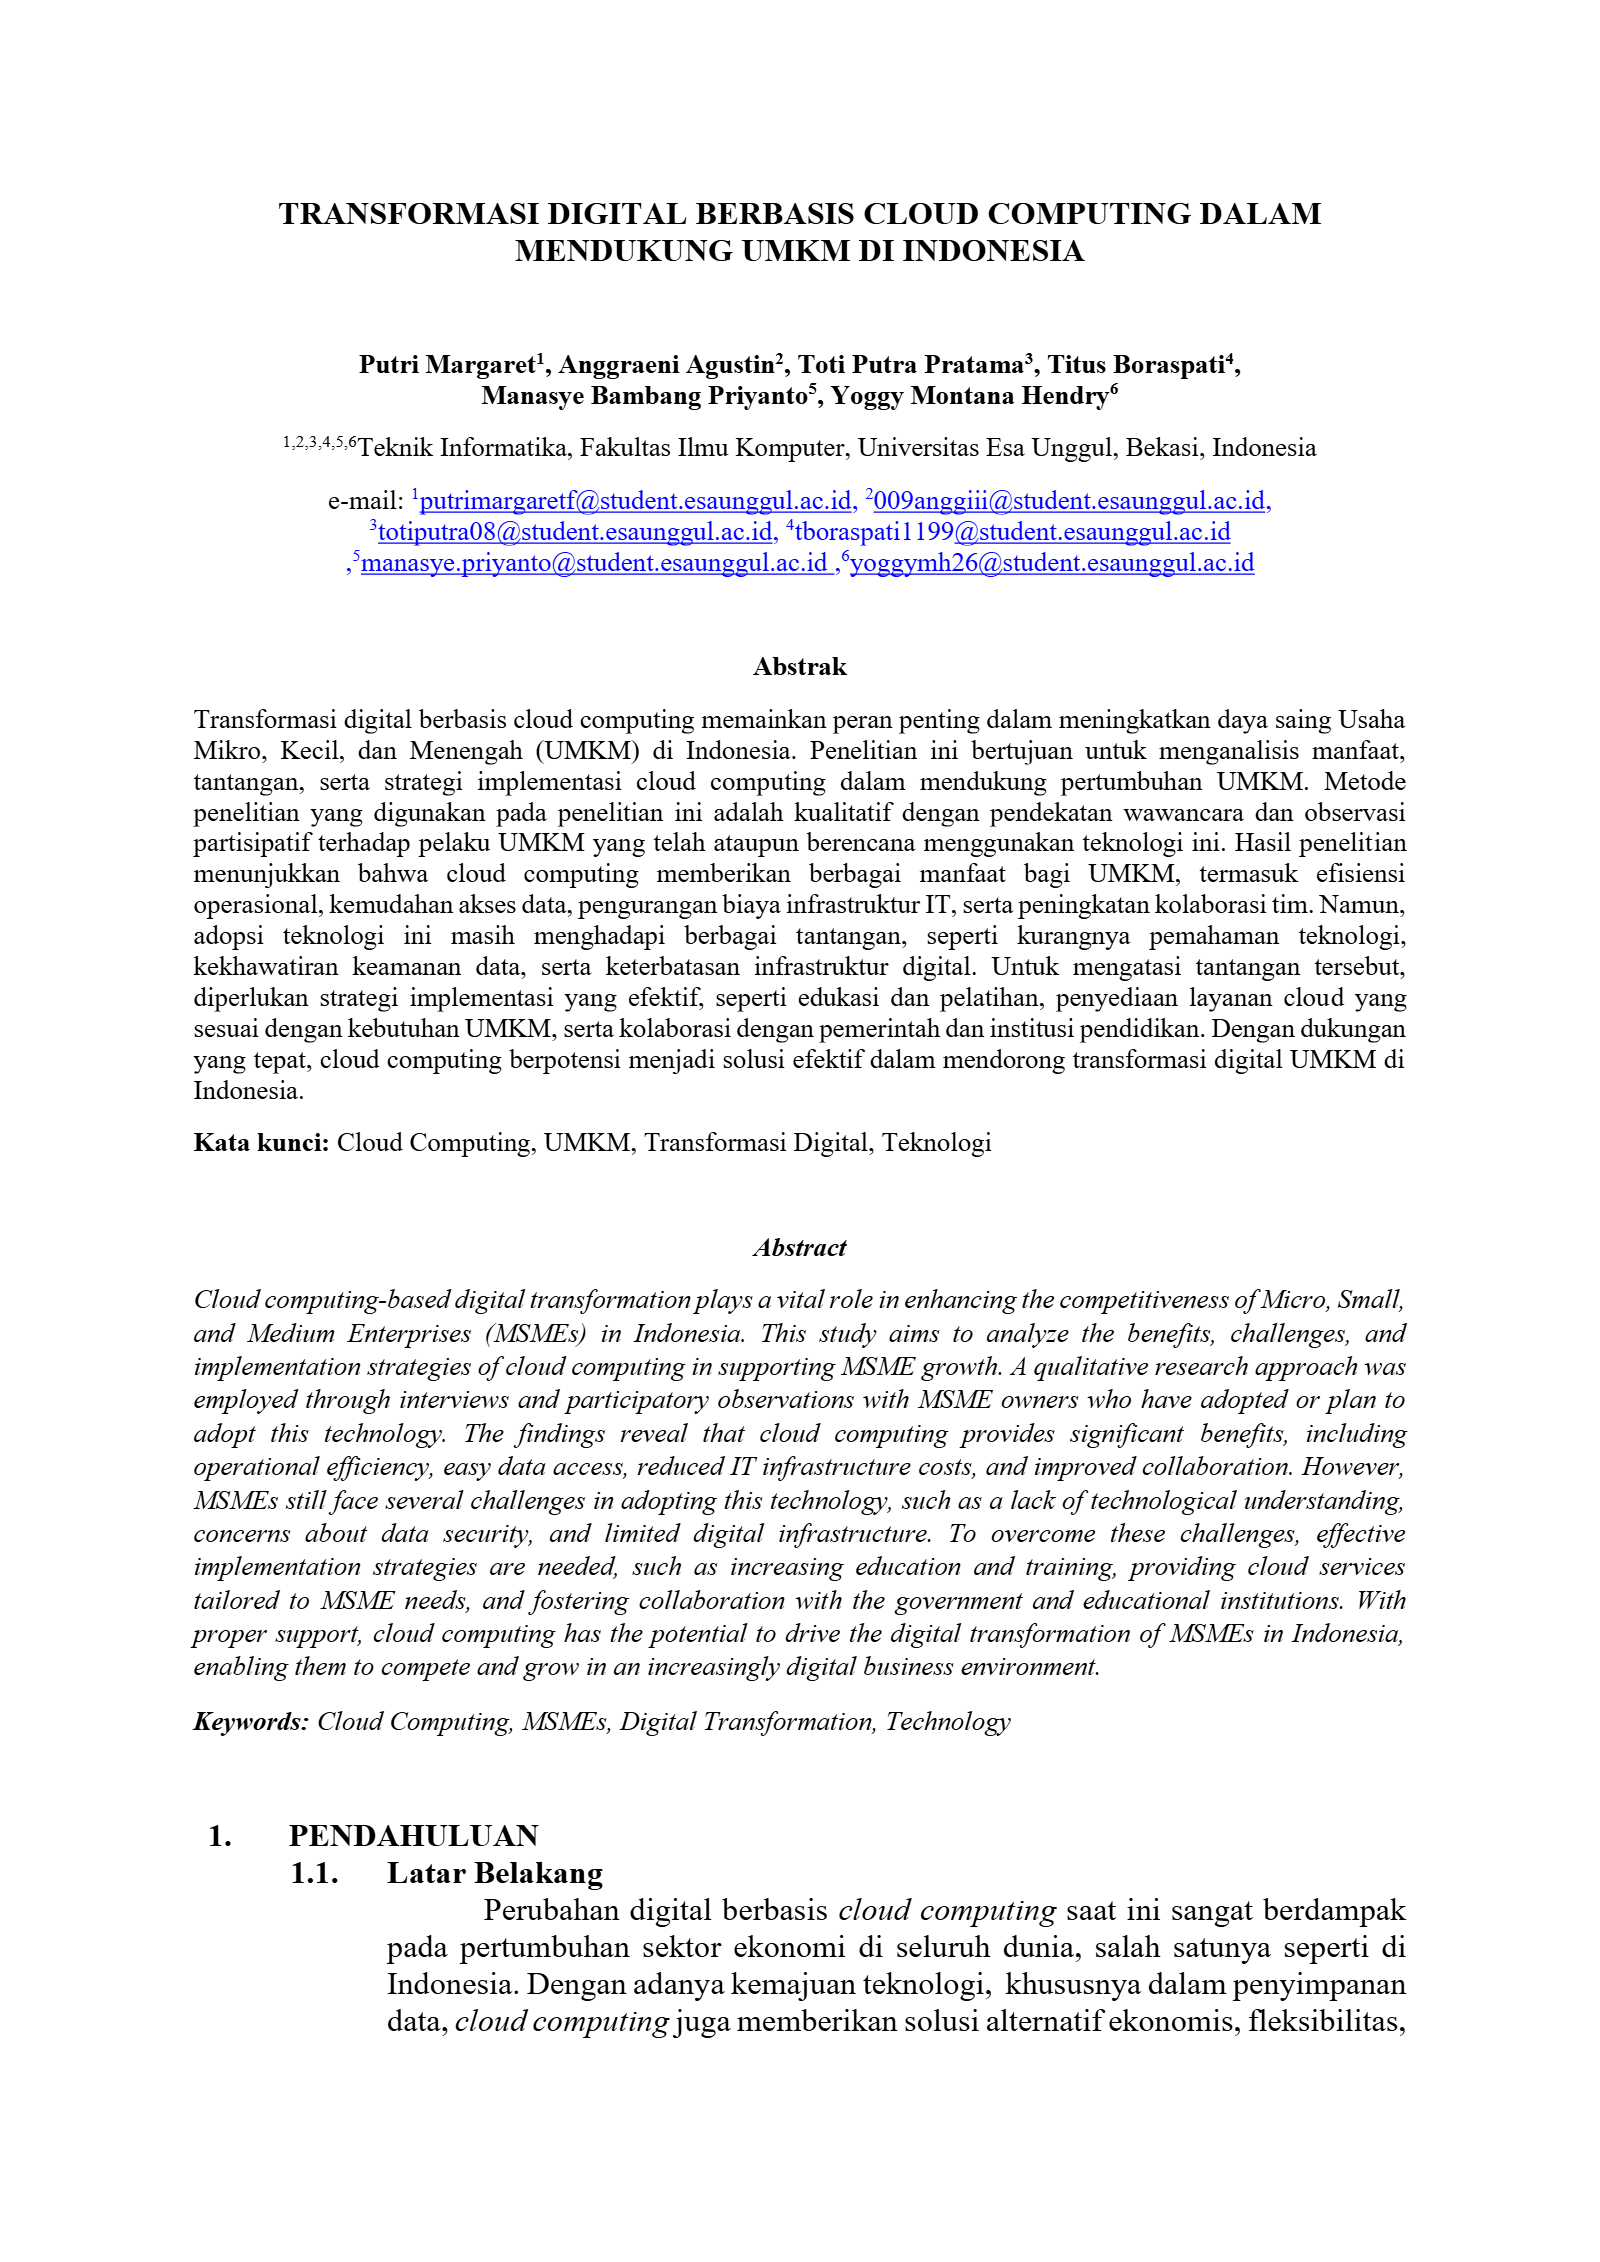 TRANSFORMASI DIGITAL BERBASIS CLOUD COMPUTING DALAM
MENDUKUNG UMKM DI INDONESIA
Putri Margaret1, Anggraeni Agustin2, Toti Putra Pratama3, Titus Boraspati4,
Manasye Bambang Priyanto5, Yoggy Montana Hendry6
1,2,3,4,5,6Teknik Informatika, Fakultas Ilmu Komputer, Universitas Esa Unggul, Bekasi, Indonesia
e-mail: 1putrimargaretf@student.esaunggul.ac.id, 2009anggiii@student.esaunggul.ac.id,
3totiputra08@student.esaunggul.ac.id, 4tboraspati1199@student.esaunggul.ac.id
,5manasye.priyanto@student.esaunggul.ac.id ,6yoggymh26@student.esaunggul.ac.id
Abstrak
Transformasi digital berbasis cloud computing memainkan peran penting dalam meningkatkan daya saing Usaha
Mikro, Kecil, dan Menengah (UMKM) di Indonesia. Penelitian ini bertujuan untuk menganalisis manfaat,
tantangan, serta strategi implementasi cloud computing dalam mendukung pertumbuhan UMKM. Metode
penelitian yang digunakan pada penelitian ini adalah kualitatif dengan pendekatan wawancara dan observasi
partisipatif terhadap pelaku UMKM yang telah ataupun berencana menggunakan teknologi ini. Hasil penelitian
menunjukkan bahwa cloud computing memberikan berbagai manfaat bagi UMKM, termasuk efisiensi
operasional, kemudahan akses data, pengurangan biaya infrastruktur IT, serta peningkatan kolaborasi tim. Namun,
adopsi teknologi ini masih menghadapi berbagai tantangan, seperti kurangnya pemahaman teknologi,
kekhawatiran keamanan data, serta keterbatasan infrastruktur digital. Untuk mengatasi tantangan tersebut,
diperlukan strategi implementasi yang efektif, seperti edukasi dan pelatihan, penyediaan layanan cloud yang
sesuai dengan kebutuhan UMKM, serta kolaborasi dengan pemerintah dan institusi pendidikan. Dengan dukungan
yang tepat, cloud computing berpotensi menjadi solusi efektif dalam mendorong transformasi digital UMKM di
Indonesia.
Kata kunci: Cloud Computing, UMKM, Transformasi Digital, Teknologi
Abstract
Cloud computing-based digital transformation plays a vital role in enhancing the competitiveness of Micro, Small,
and Medium Enterprises (MSMEs) in Indonesia. This study aims to analyze the benefits, challenges, and
implementation strategies of cloud computing in supporting MSME growth. A qualitative research approach was
employed through interviews and participatory observations with MSME owners who have adopted or plan to
adopt this technology. The findings reveal that cloud computing provides significant benefits, including
operational efficiency, easy data access, reduced IT infrastructure costs, and improved collaboration. However,
MSMEs still face several challenges in adopting this technology, such as a lack of technological understanding,
concerns about data security, and limited digital infrastructure. To overcome these challenges, effective
implementation strategies are needed, such as increasing education and training, providing cloud services
tailored to MSME needs, and fostering collaboration with the government and educational institutions. With
proper support, cloud computing has the potential to drive the digital transformation of MSMEs in Indonesia,
enabling them to compete and grow in an increasingly digital business environment.
Keywords: Cloud Computing, MSMEs, Digital Transformation, Technology
1. PENDAHULUAN
1.1. Latar Belakang
Perubahan digital berbasis cloud computing saat ini sangat berdampak
pada pertumbuhan sektor ekonomi di seluruh dunia, salah satunya seperti di
Indonesia. Dengan adanya kemajuan teknologi, khususnya dalam penyimpanan
data, cloud computing juga memberikan solusi alternatif ekonomis, fleksibilitas,